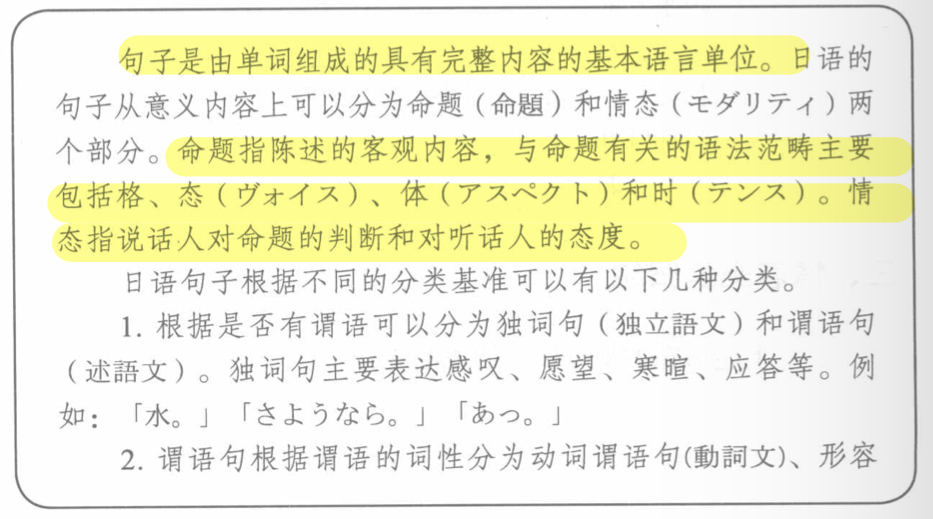 句子是由单词组成的具有完整内容的基本语言单位。日语的
句子从意义内容上可以分为命题（命題）和情态（モダリティ）两
个部分。命题指陈述的客观内容，与命题有关的语法范畴主要
包括格、态（ヴォイス）、体（アスペクト）和时（テンス）。情
态指说话人对命题的判断和对听话人的态度。
日语句子根据不同的分类基准可以有以下几种分类。
1. 根据是否有谓语可以分为独词句（独立語文）和谓语句
（述語文）。独词句主要表达感叹、愿望、寒暄、应答等。例
如：「水。」「さようなら。」「あっ。」
2. 谓语句根据谓语的词性分为动词谓语句(動詞文)、形容